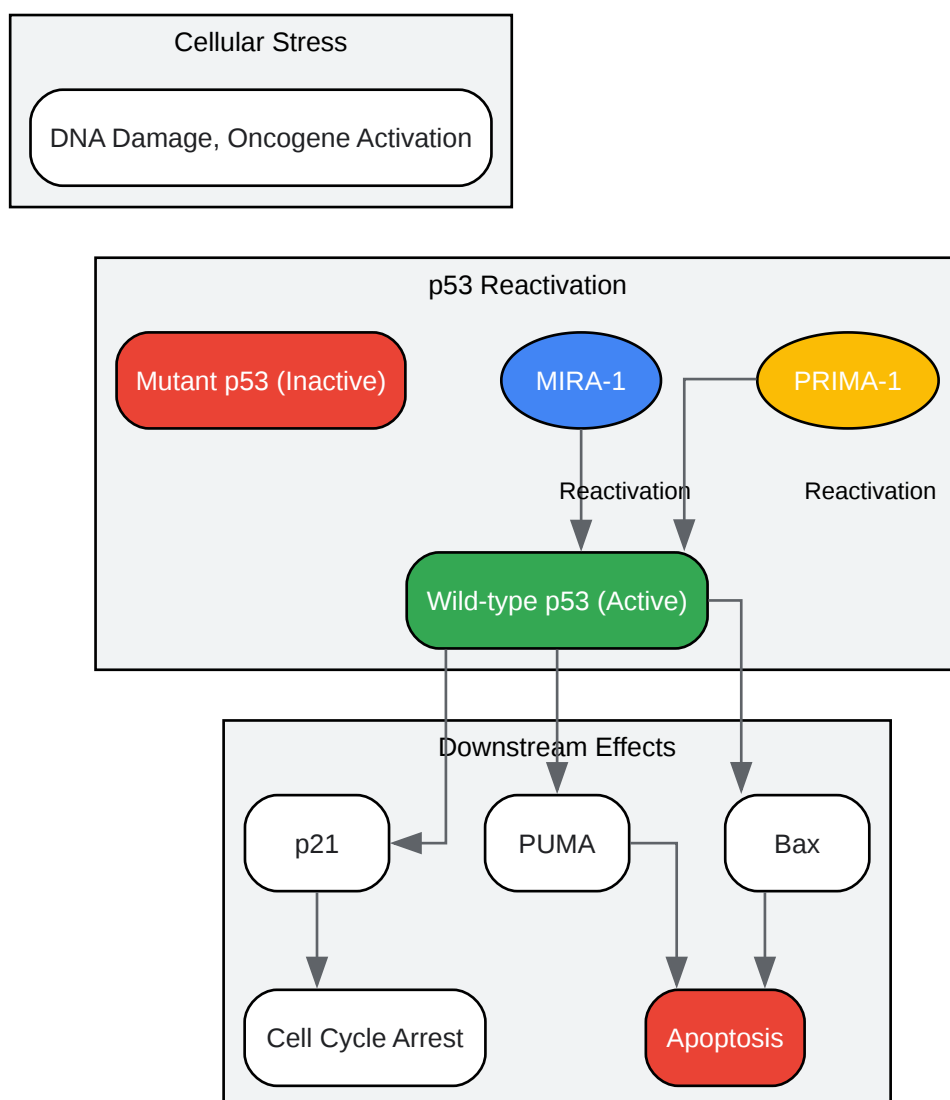 Cellular Stress
DNA Damage, Oncogene Activation
p53 Reactivation
Mutant p53 (Inactive)
MIRA-1
PRIMA-1
Reactivation
Reactivation
Wild-type p53 (Active)
Downstream Effects
p21
PUMA
Bax
Cell Cycle Arrest
Apoptosis